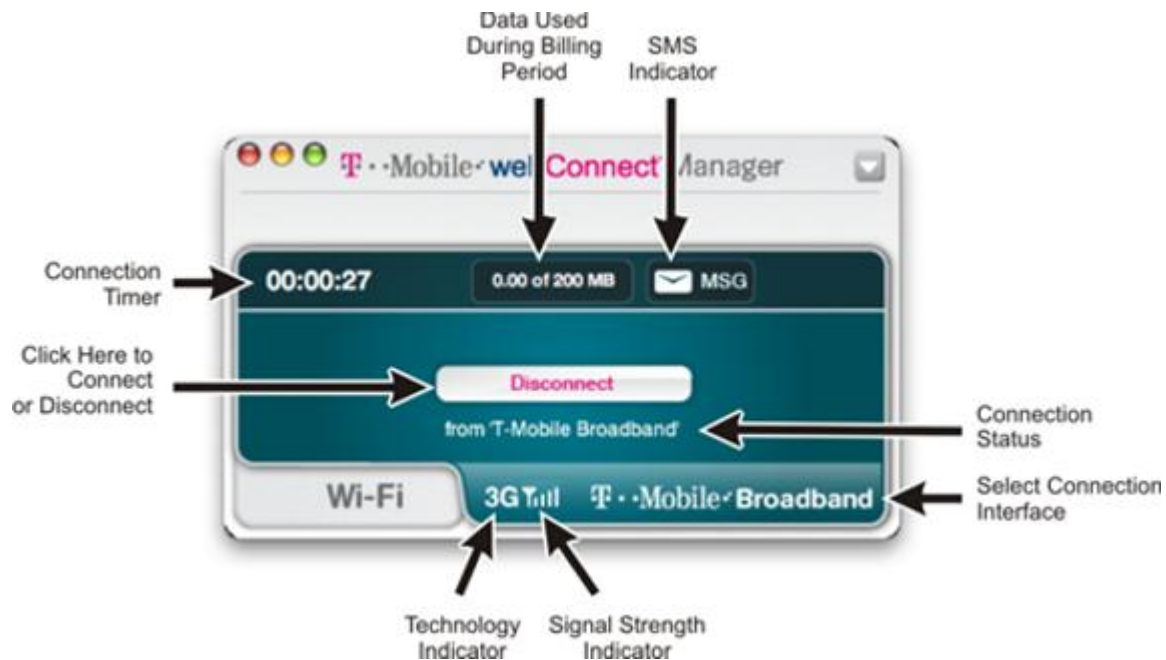 Data Used
During Billing
Period
SMS
Indicator
T··Mobile· wel Connect Manager
Connection
Timer
00:00:27
0.00 of 200 MB
MSG
Click Here to
Connect
or Disconnect
Disconnect
from 'T-Mobile Broadband'
Connection
Status
Wi-Fi
3G
T··Mobile· Broadband
Select Connection
Interface
Technology
Indicator
Signal Strength
Indicator